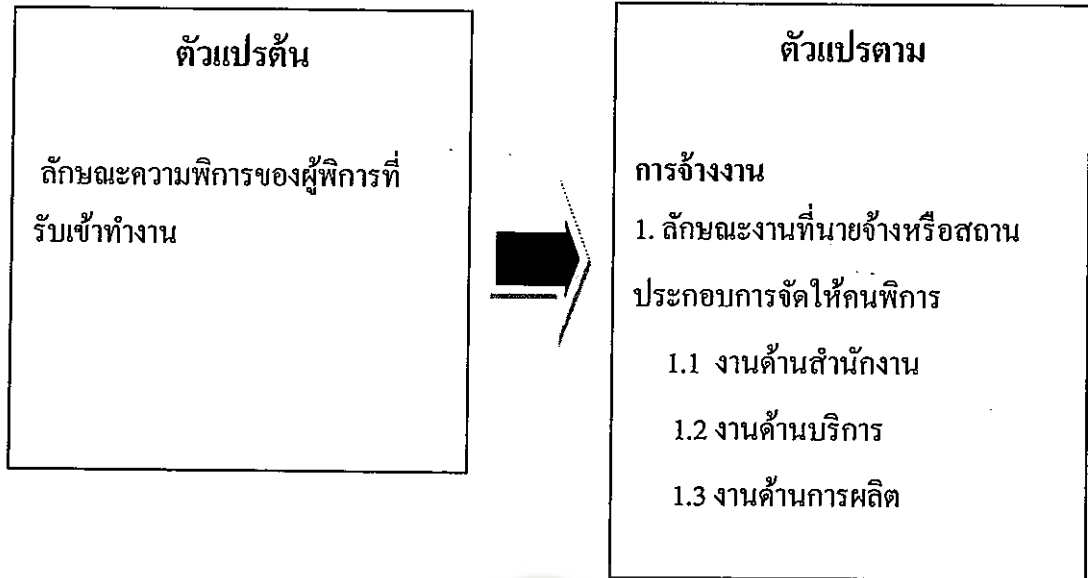 ตัวแปรต้น
ลักษณะความพิการของผู้พิการที่
รับเข้าทำงาน
ตัวแปรตาม
การจ้างงาน
1. ลักษณะงานที่นายจ้างหรือสถาน
ประกอบการจัดให้คนพิการ
1.1 งานด้านสำนักงาน
1.2 งานด้านบริการ
1.3 งานด้านการผลิต